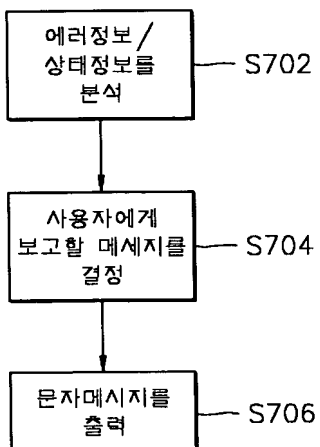 에러정보/
상태정보를
분석
S702
사용자에게
보고할 메세지를
결정
S704
문자메시지를
출력
S706